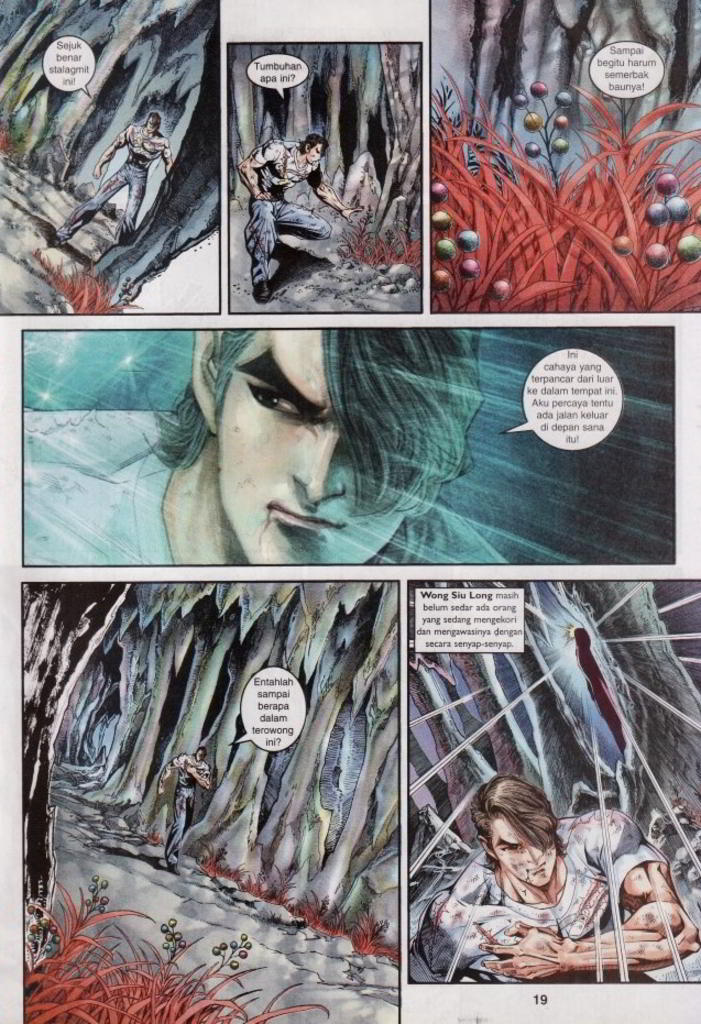 Sejuk
benar
stalagmit
ini!
Tumbuhan
apa ini?
Sampai
begitu harum
semerbak
baunya!
Ini
cahaya yang
terpancar dari luar
ke dalam tempat ini.
Aku percaya tentu
ada jalan keluar
di depan sana
itu!
Entahlah
sampai
berapa
dalam
terowong
ini?
Wong Siu Long masih
belum sedar ada orang
yang sedang mengekori
dan mengawasinya dengan
secara senyap-senyap.
19